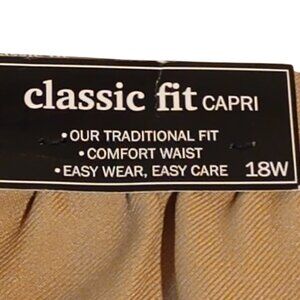 classic fit CAPRI
•OUR TRADITIONAL FIT
•COMFORT WAIST
•EASY WEAR, EASY CARE 18W